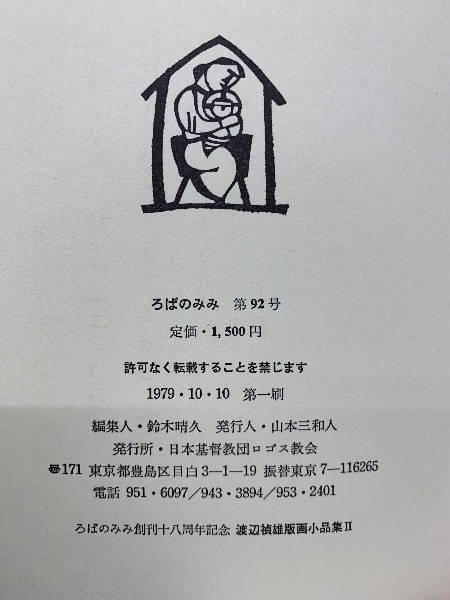 ろばのみみ 第92号
定価・1,500円
許可なく転載することを禁じます
1979・10・10 第一刷
編集人・鈴木晴久 発行人・山本三和人
発行所・日本基督教団ロゴス教会
〠171 東京都豊島区目白3—1—19 振替東京7—116265
電話 951・6097/943・3894/953・2401
ろばのみみ創刊十八周年記念 渡辺禎雄版画小品集Ⅱ